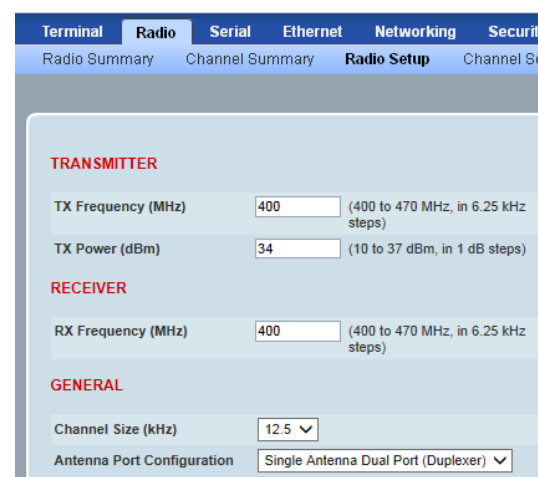 Terminal Radio Serial Ethernet Networking
Radio Summary Channel Summary Radio Setup Channel
TRANSMITTER
TX Frequency (MHz) 400 (400 to 470 MHz, in 6.25 kHz
steps)
TX Power (dBm) 34 (10 to 37 dBm, in 1 dB steps)
RECEIVER
RX Frequency (MHz) 400 (400 to 470 MHz, in 6.25 kHz
steps)
GENERAL
Channel Size (kHz) 12.5
Antenna Port Configuration Single Antenna Dual Port (Duplexer)